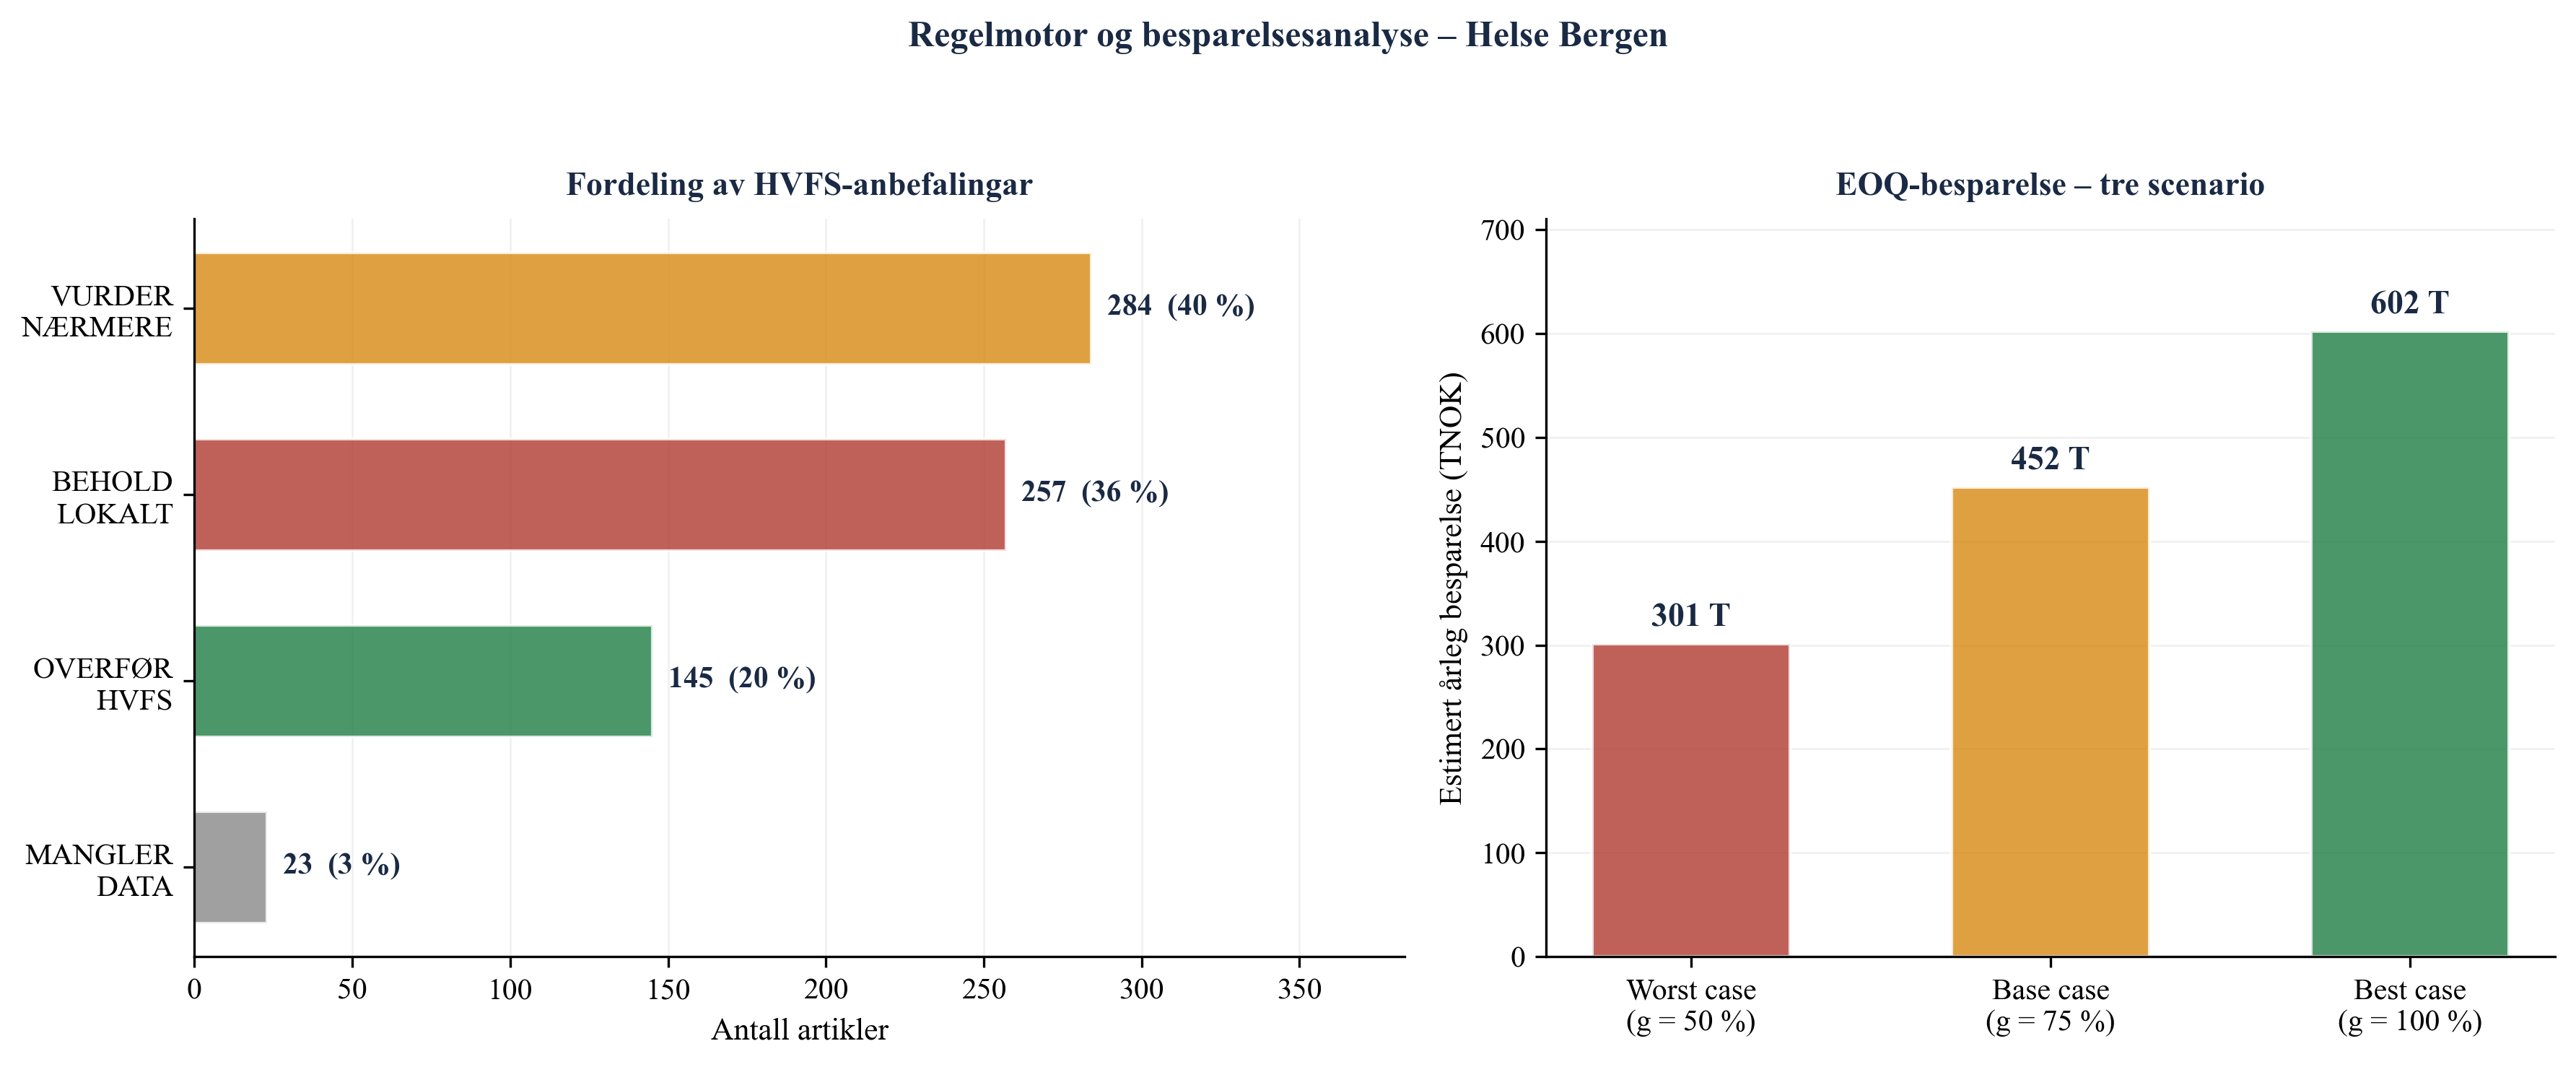 Regelmotor og besparelsesanalyse – Helse Bergen
Fordeling av HVFS-anbefalingar
VURDER
NÆRMERE
284 (40 %)
BEHOLD
LOKALT
257 (36 %)
OVERFØR
HVFS
145 (20 %)
MANGLER
DATA
23 (3 %)
0 50 100 150 200 250 300 350
Antall artikler
EOQ-besparelse – tre scenario
Estimert årleg besparelse (TNOK)
700
600
500
400
300
200
100
0
301 T
452 T
602 T
Worst case
(g = 50 %)
Base case
(g = 75 %)
Best case
(g = 100 %)